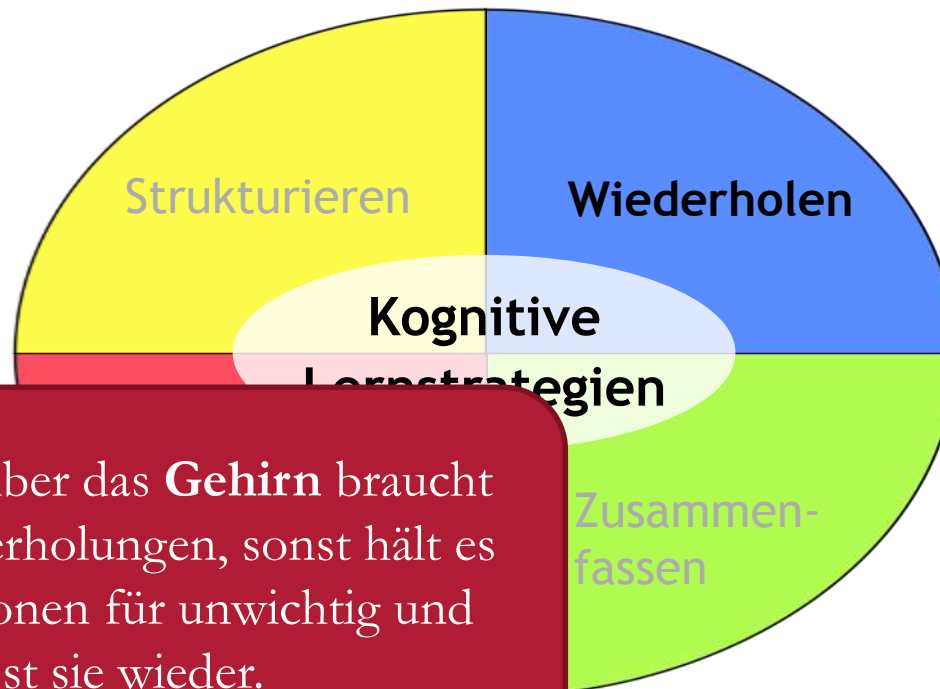 Strukturieren
Wiederholen
Kognitive
Lernstrategien
ber das Gehirn braucht
erholungen, sonst hält es
onen für unwichtig und
st sie wieder.
Zusammen-
fassen